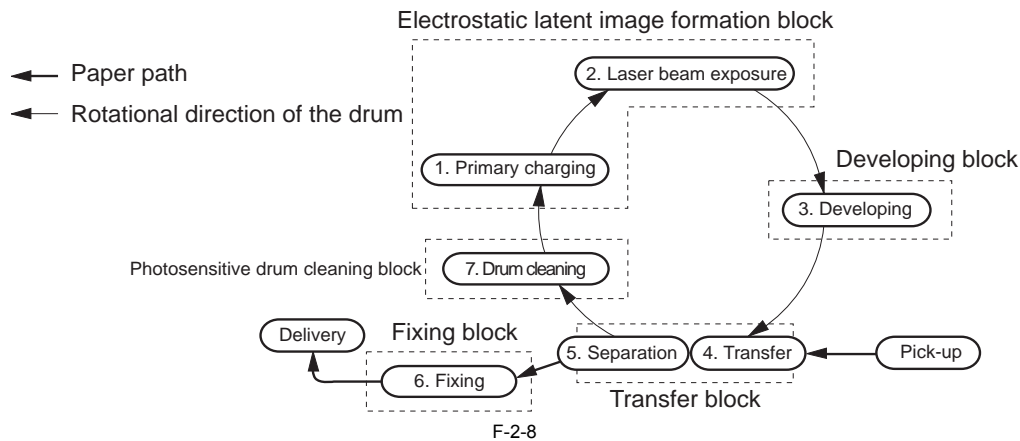 Electrostatic latent image formation block
Paper path
2. Laser beam exposure
Rotational direction of the drum
1. Primary charging
Developing block
3. Developing
Photosensitive drum cleaning block
7. Drum cleaning
Delivery
Fixing block
5. Separation
4. Transfer
Pick-up
6. Fixing
Transfer block
F-2-8